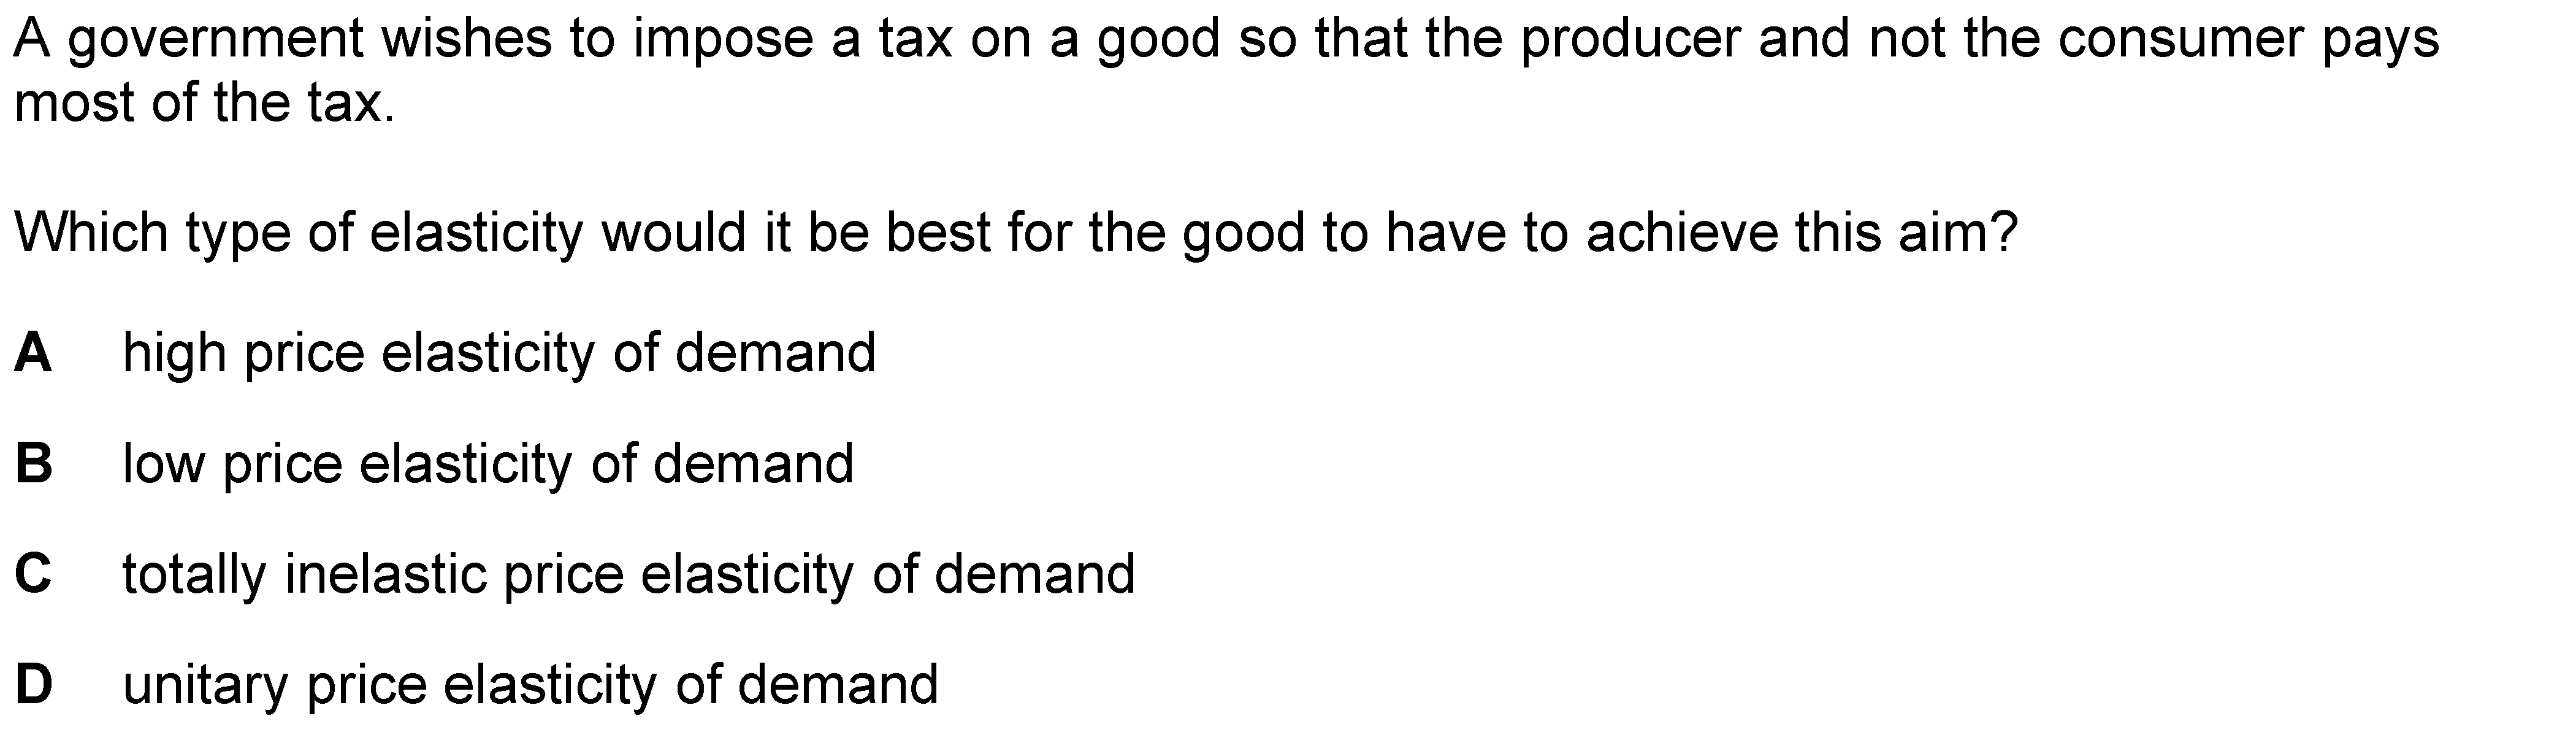 A government wishes to impose a tax on a good so that the producer and not the consumer pays
most of the tax.
Which type of elasticity would it be best for the good to have to achieve this aim?
A high price elasticity of demand
B low price elasticity of demand
C totally inelastic price elasticity of demand
D unitary price elasticity of demand